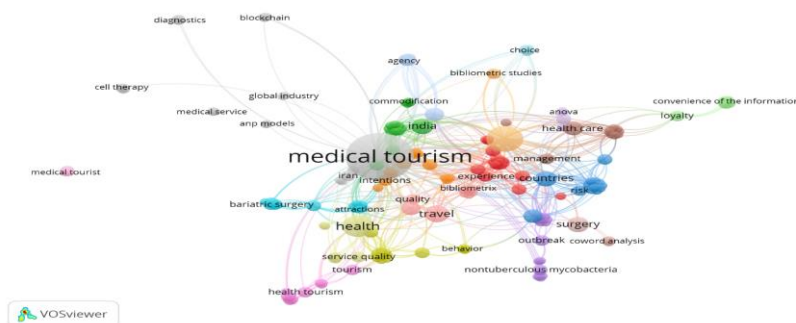 diagnostics
blockchain
choice
agency
bibliometric studies
cell therapy
global industry
commodification
convenience of the information
medical service
anova
loyalty
anp models
india
health care
medical tourism
management
medical tourist
iran
intentions
experience
countries
bibliometrix
risk
bariatric surgery
attractions
quality
travel
health
surgery
outbreak
coword analysis
behavior
service quality
tourism
nontuberculous mycobacteria
health tourism
VOSviewer